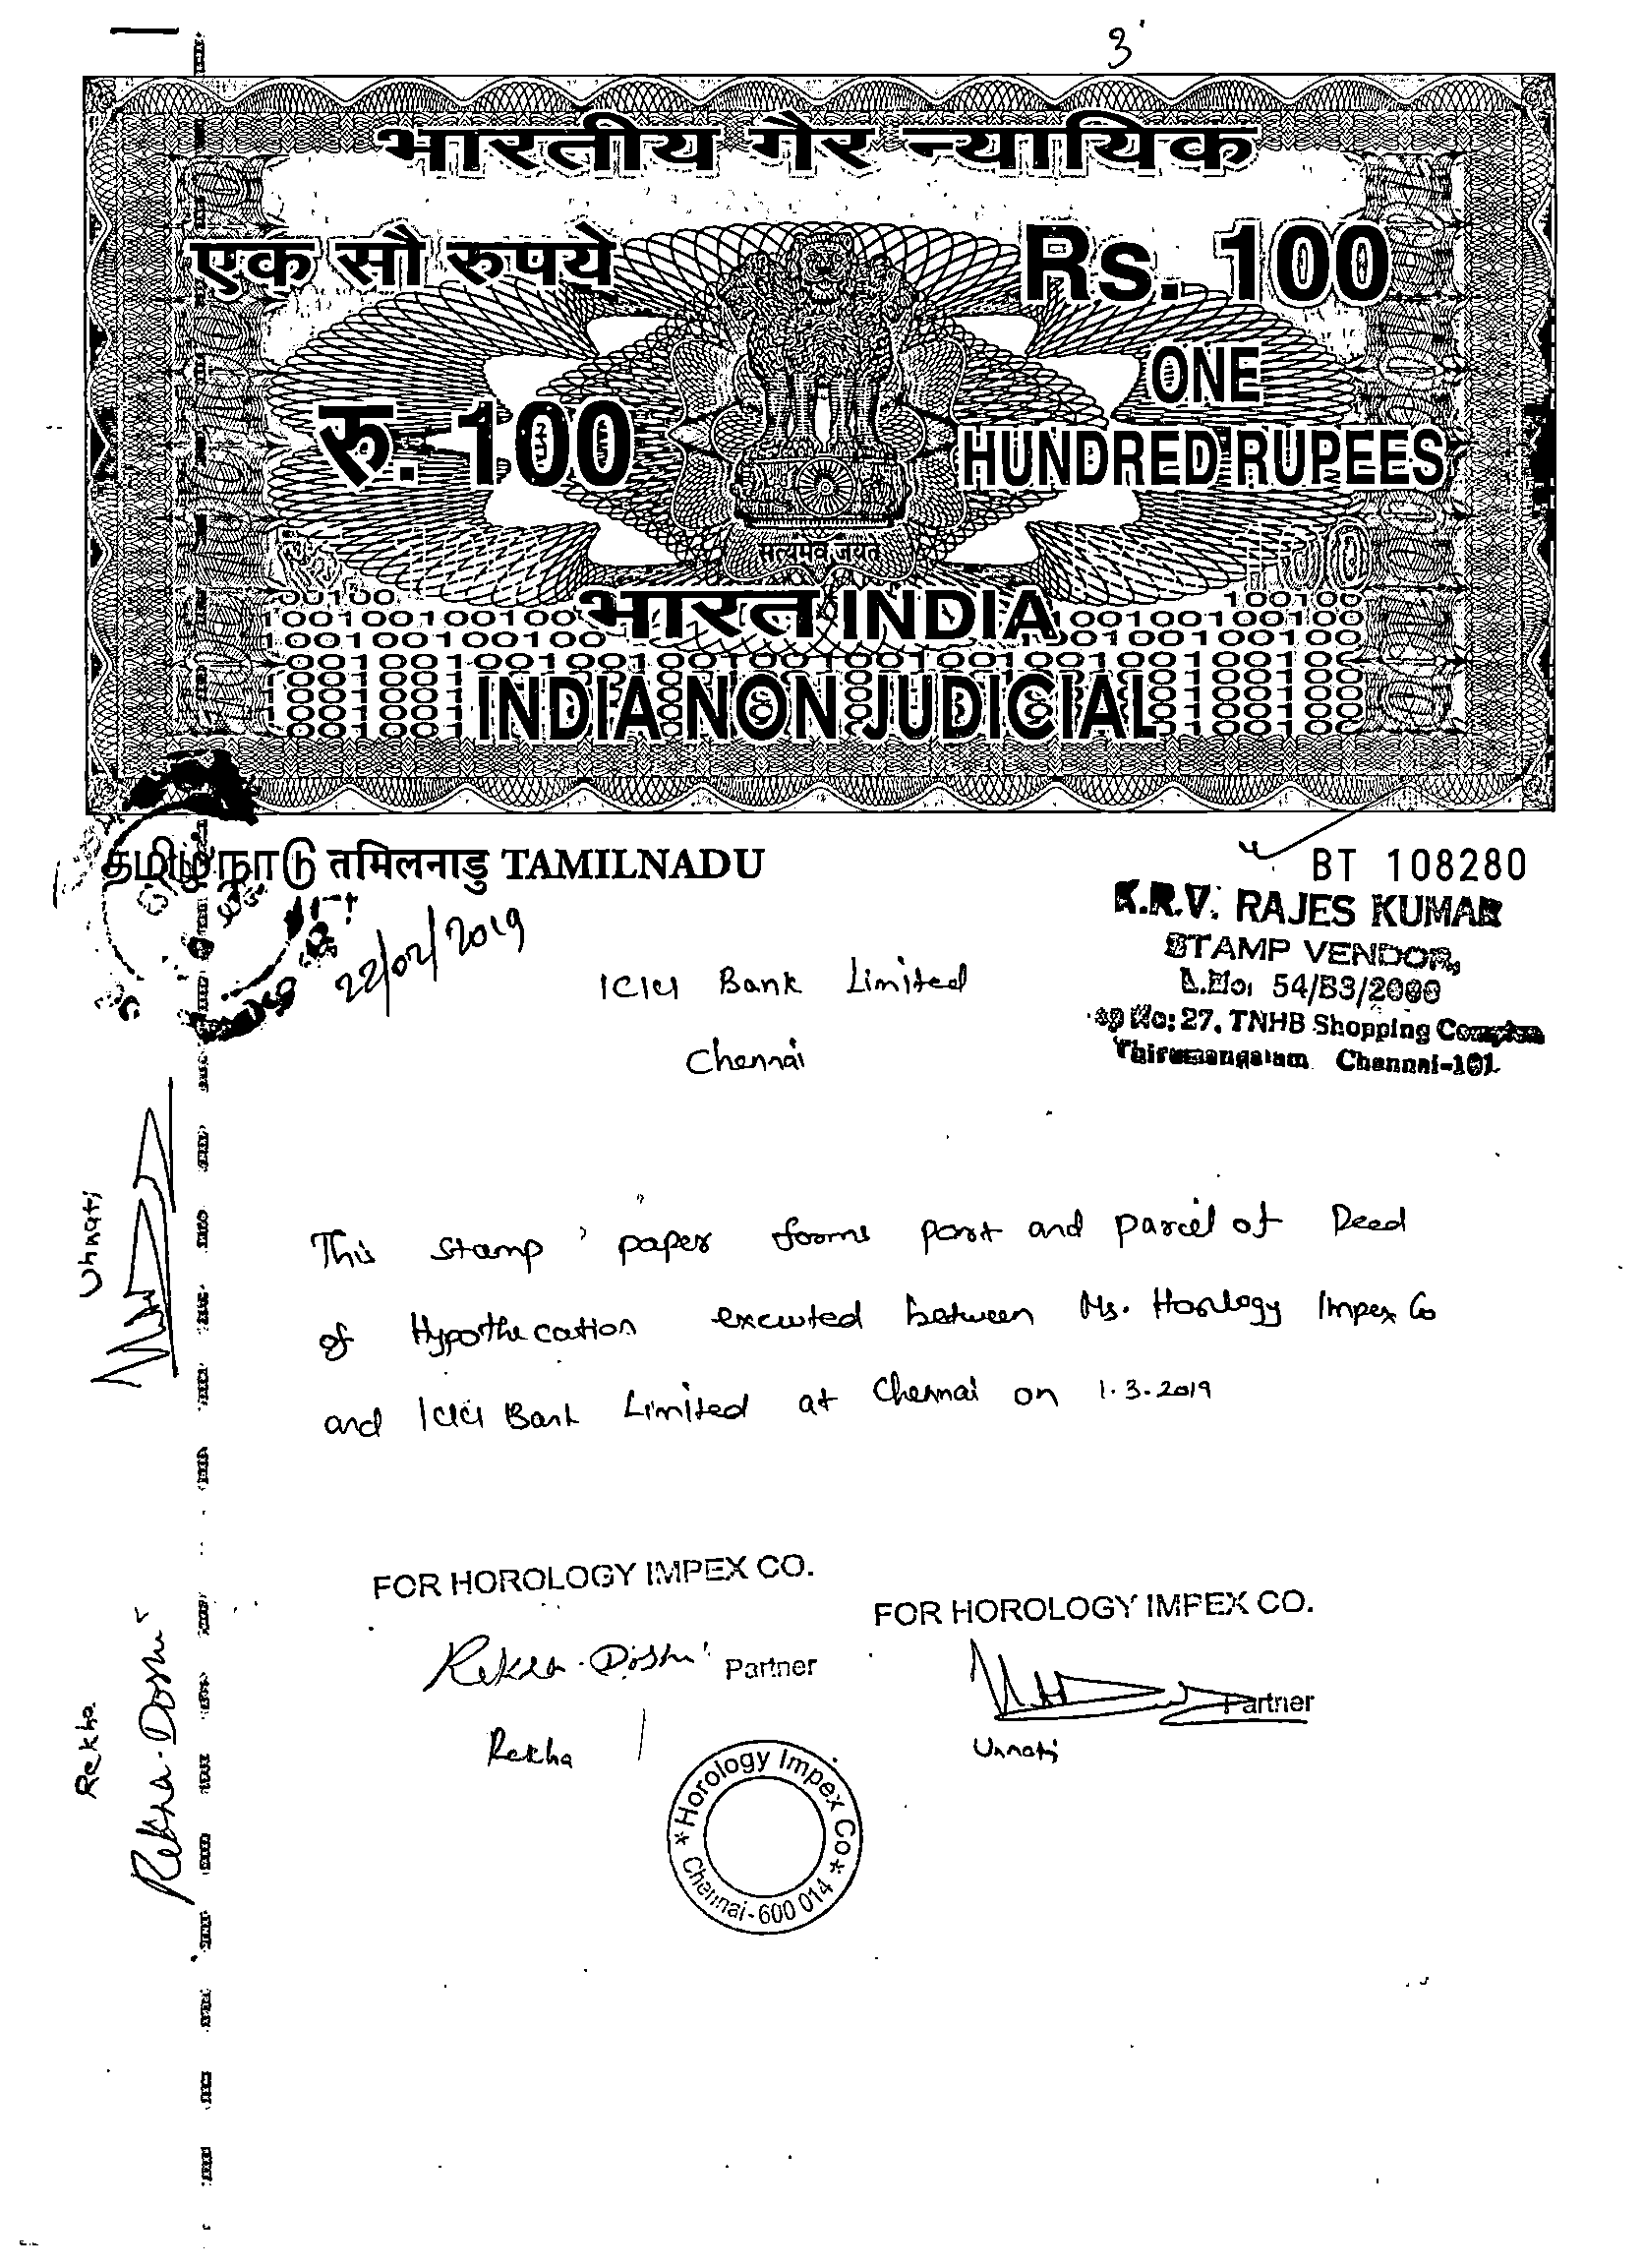 3
भारतीय गैर न्यायिक
एक सौ रुपये
Rs. 100
रु. 100
ONE
HUNDRED RUPEES
सत्यमेव जयते
भारत INDIA
INDIA NON JUDICIAL
தமிழ்நாடு तमिलनाडु TAMILNADU
BT 108280
K.R.V. RAJES KUMAR
STAMP VENDOR,
L.No: 54/B3/2000
No: 27, TNHB Shopping Complex
Thirumangalam Chennai-101
22/02/2019
ICICI Bank Limited
Chennai
This stamp paper forms part and parcel of Deed
of Hypothecation executed between Ms. Horology Impex Co
and ICICI Bank Limited at Chennai on 1.3.2019
Unnati
Rekha
Rekha.Doshi
FOR HOROLOGY IMPEX CO.
Rekha.Doshi Partner
Rekha
FOR HOROLOGY IMPEX CO.
Partner
Unnati
*Horology Impex Co*
Chennai-600 014